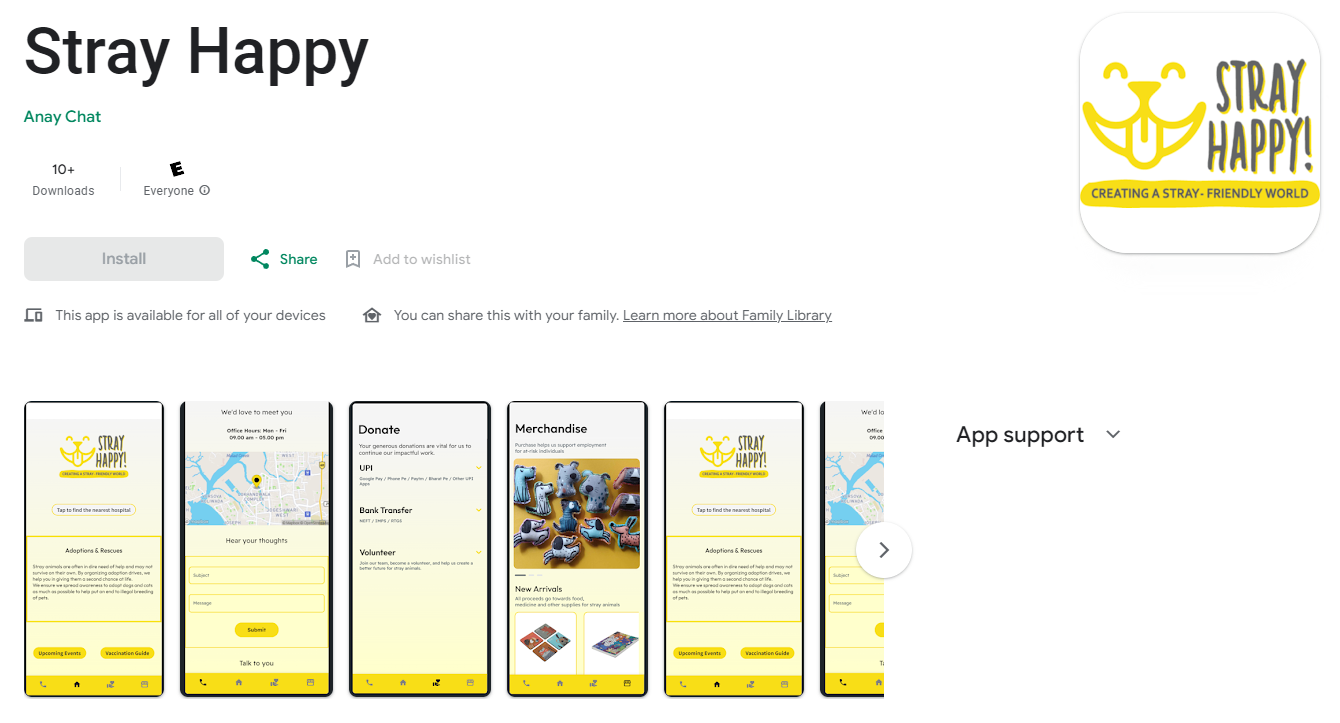 Stray Happy
Anay Chat
10+
Downloads
E
Everyone
Install
Share
Add to wishlist
This app is available for all of your devices
You can share this with your family. Learn more about Family Library
STRAY
HAPPY!
CREATING A STRAY- FRIENDLY WORLD
App support
STRAY
HAPPY!
CREATING A STRAY- FRIENDLY WORLD
Tap to find the nearest hospital
Adoptions & Rescues
Stray animals are often in dire need of help and may not
survive on their own. By organising adoption drives, we
help you in giving them a second chance at life.
We ensure we spread awareness to adopt dogs and cats
as much as possible to help put an end to illegal breeding
of pets.
Upcoming Events
Vaccination Guide
We'd love to meet you
Office Hours: Mon - Fri
09.00 am - 05.00 pm
Hear your thoughts
Subject
Message
Submit
Talk to you
Donate
Your generous donations are vital for us to
continue our impactful work.
UPI
Google Pay / Phone Pe / Paytm / Bharat Pe / Other UPI
Apps
Bank Transfer
NEFT / IMPS / RTGS
Volunteer
Join our team, become a volunteer, and help us create a
better future for stray animals.
Merchandise
Purchase helps us support employment
for at-risk individuals
New Arrivals
All proceeds go towards food,
medicine and other supplies for stray animals
STRAY
HAPPY!
CREATING A STRAY- FRIENDLY WORLD
Tap to find the nearest hospital
Adoptions & Rescues
Stray animals are often in dire need of help and may not
survive on their own. By organising adoption drives, we
help you in giving them a second chance at life.
We ensure we spread awareness to adopt dogs and cats
as much as possible to help put an end to illegal breeding
of pets.
Upcoming Events
Vaccination Guide
We'd lo
Office
09.00
Subject
Message